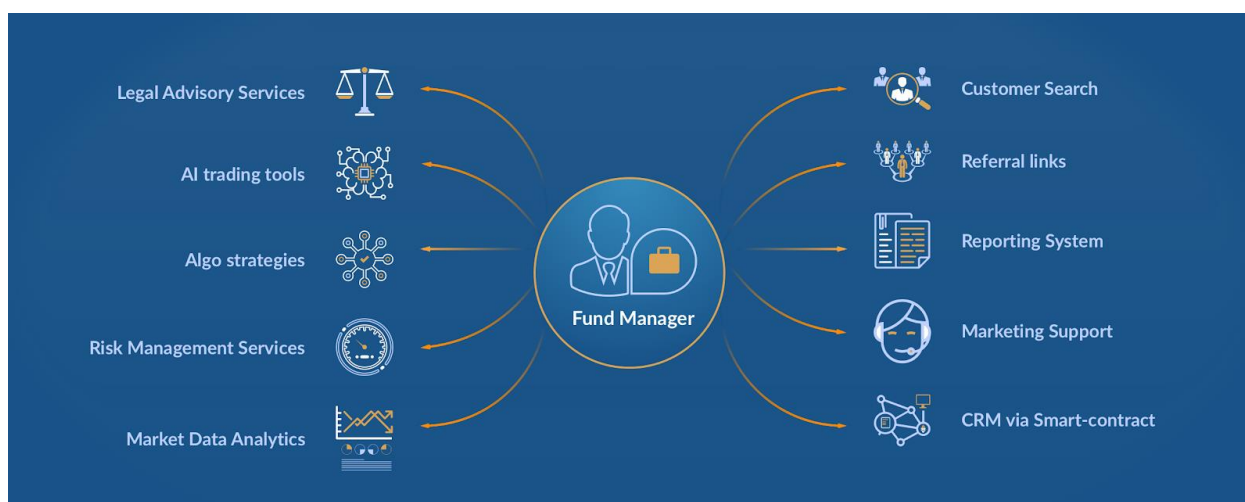 Legal Advisory Services
AI trading tools
Algo strategies
Risk Management Services
Market Data Analytics
Fund Manager
Customer Search
Referral links
Reporting System
Marketing Support
CRM via Smart-contract